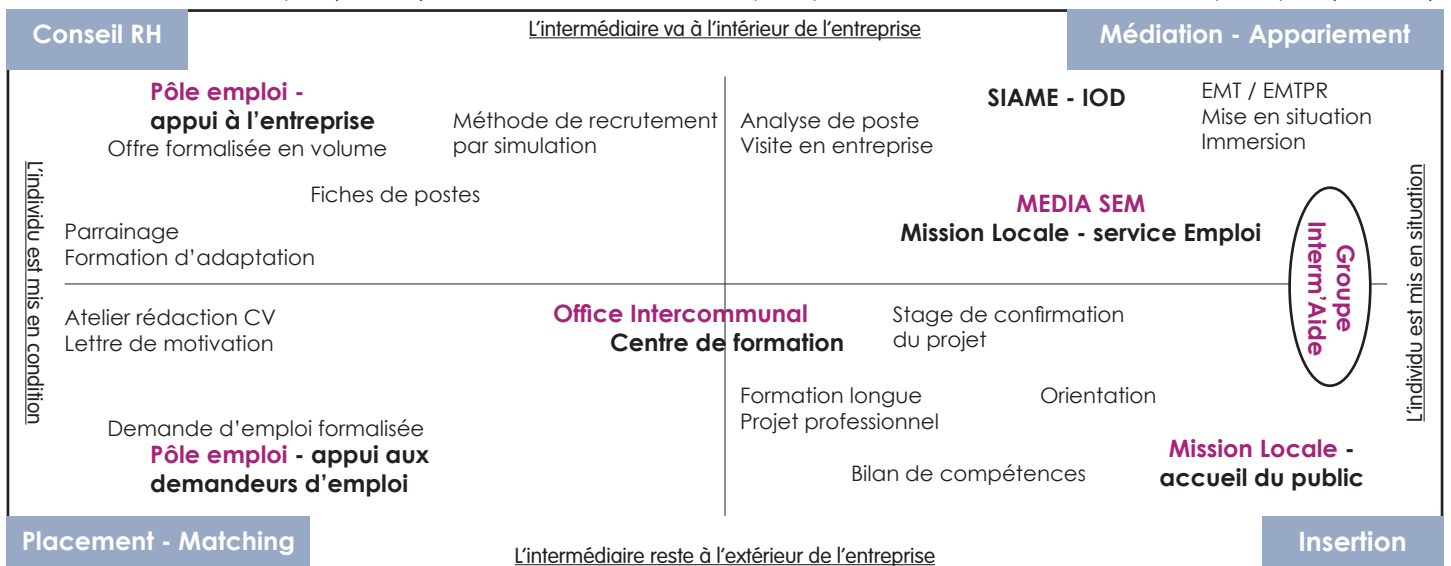 Conseil RH
L'intermédiaire va à l'intérieur de l'entreprise
Médiation - Appariement
Pôle emploi -
appui à l'entreprise
Offre formalisée en volume
Méthode de recrutement
par simulation
Analyse de poste
Visite en entreprise
SIAME - IOD
EMT / EMTPR
Mise en situation
Immersion
Fiches de postes
MEDIA SEM
Mission Locale - service Emploi
Parrainage
Formation d'adaptation
L'individu est mis en condition
Groupe
Interm'Aide
L'individu est mis en situation
Atelier rédaction CV
Lettre de motivation
Office Intercommunal
Centre de formation
Stage de confirmation
du projet
Formation longue
Projet professionnel
Orientation
Demande d'emploi formalisée
Pôle emploi - appui aux
demandeurs d'emploi
Bilan de compétences
Mission Locale -
accueil du public
Placement - Matching
L'intermédiaire reste à l'extérieur de l'entreprise
Insertion